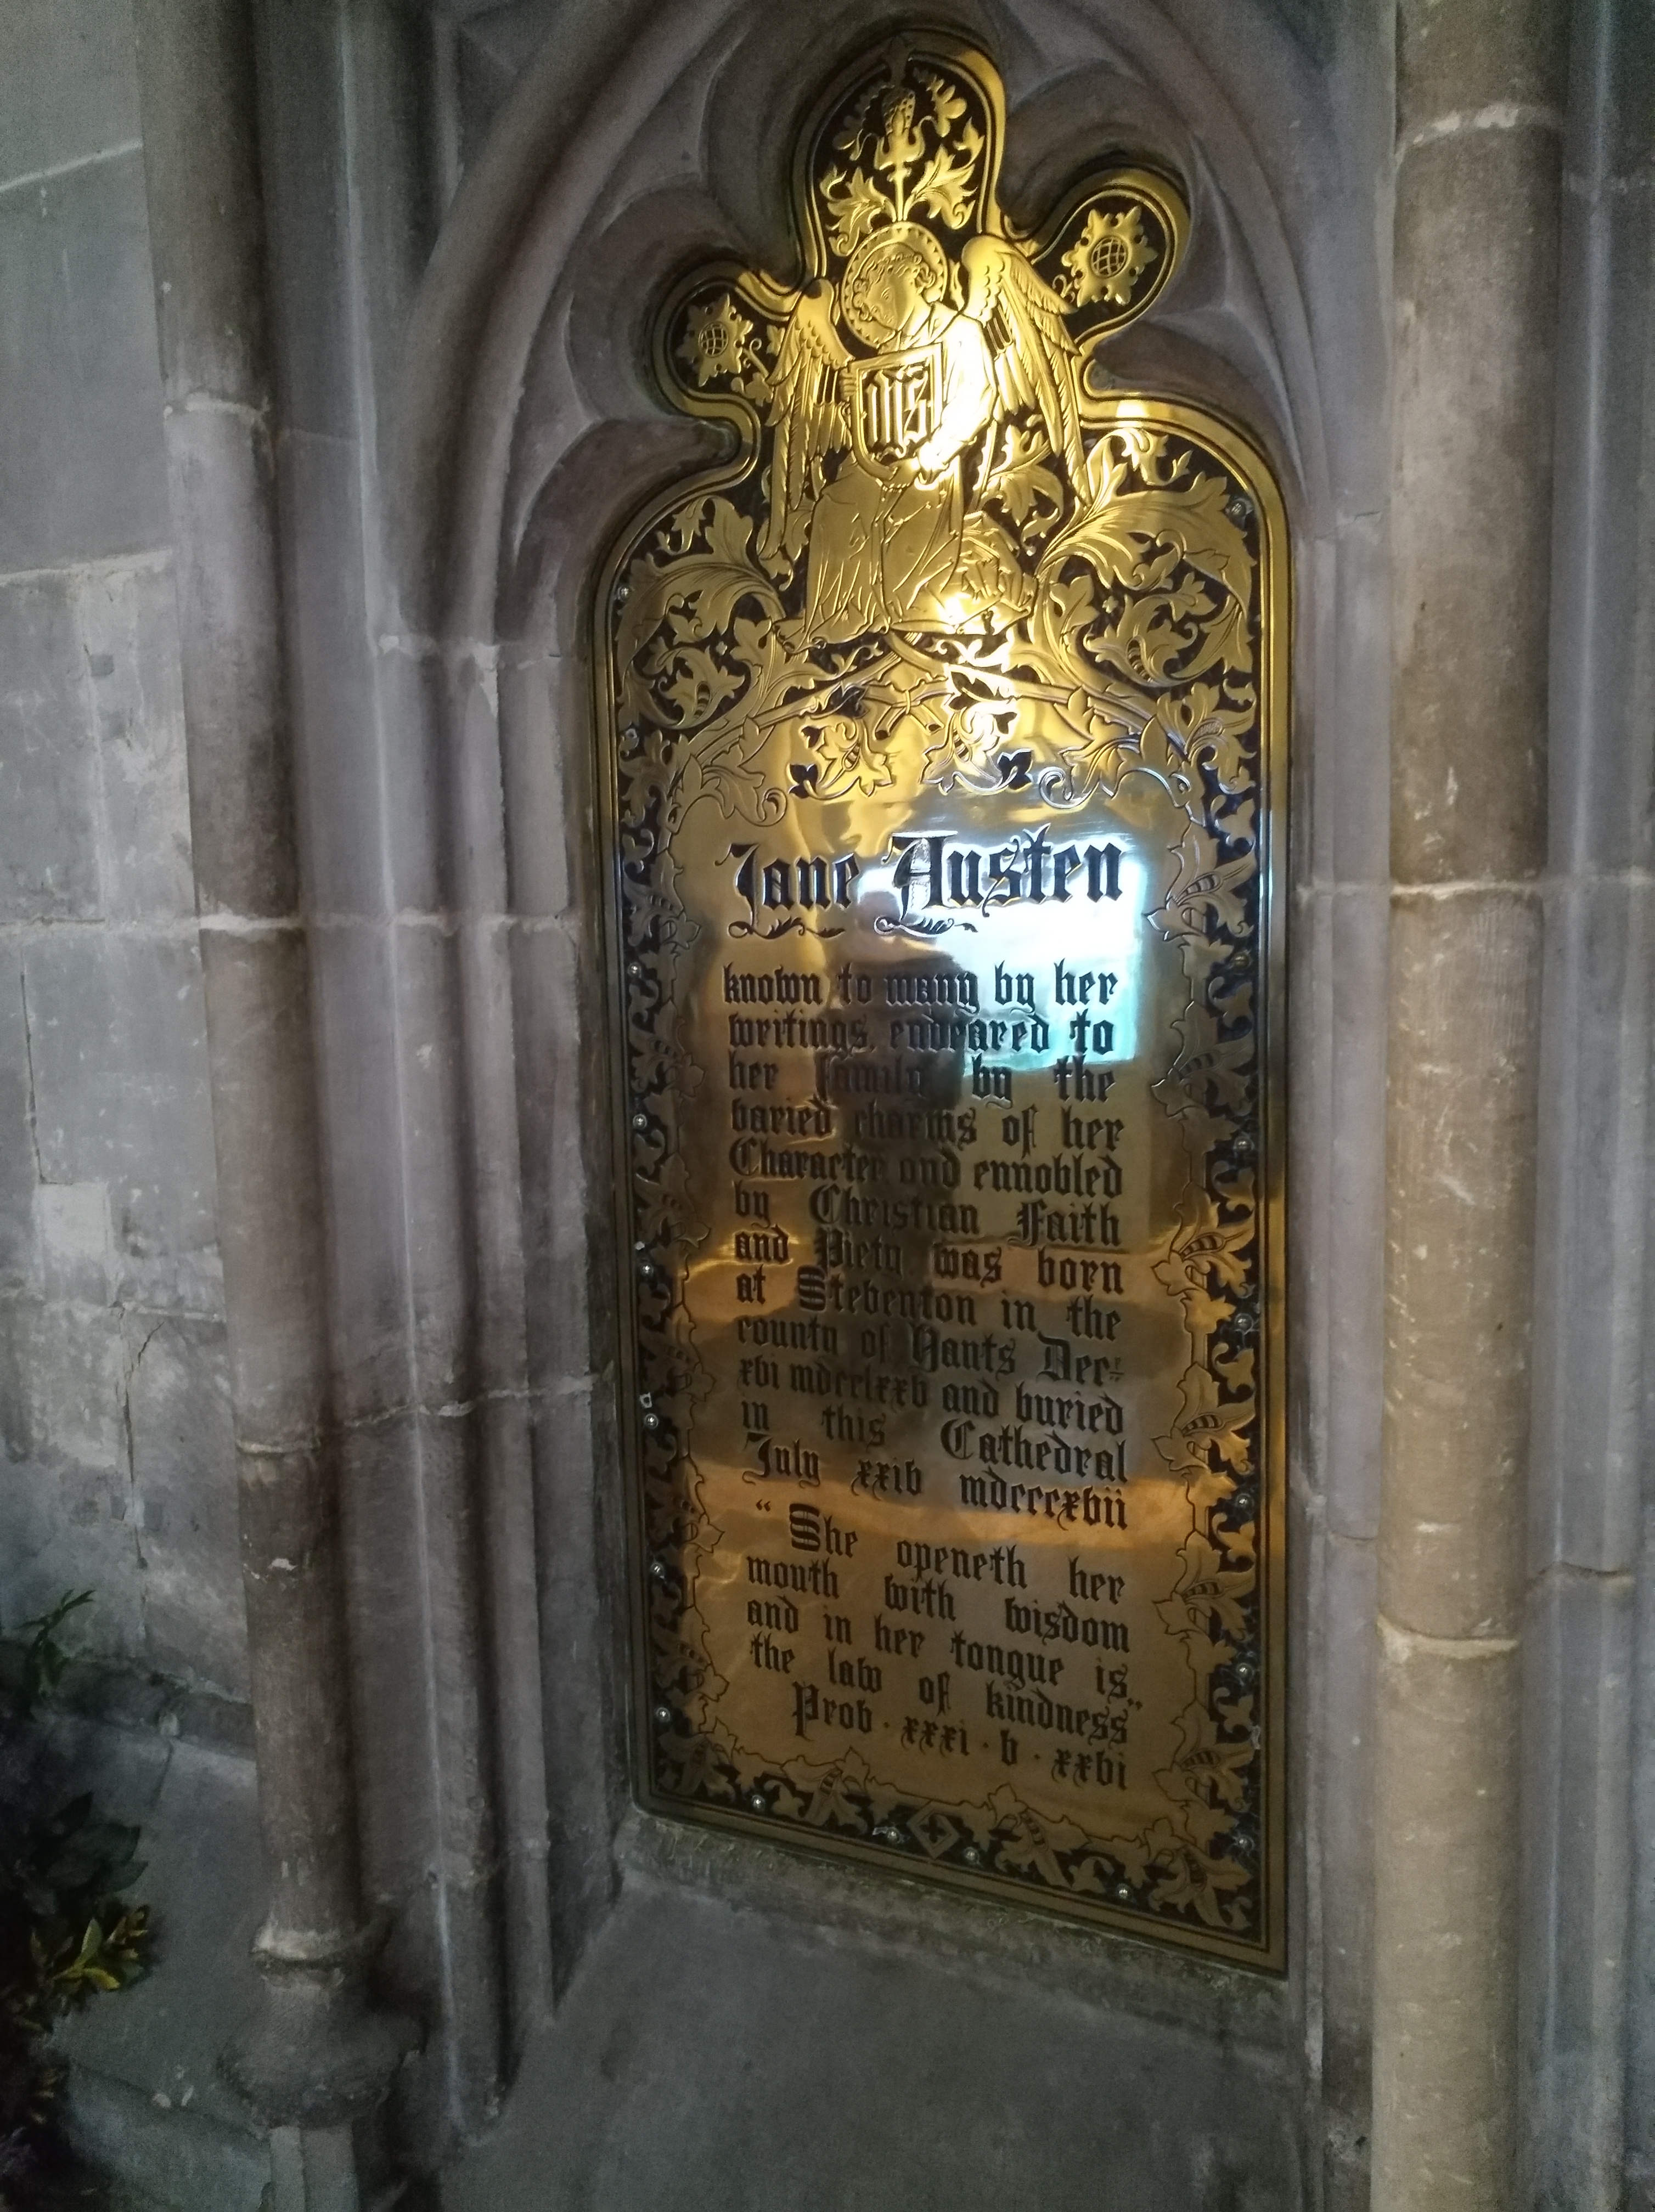 IHS
Jane Austen
known to many by her
writings, endeared to
her family by the
varied charms of her
Character and ennobled
by Christian Faith
and Piety was born
at Steventon in the
county of Hants Dec:
xvi mdcclxxv and buried
in this Cathedral
July xxiv mdcccxvii
“She openeth her
mouth with wisdom
and in her tongue is
the law of kindness”
Prov · xxxi · v · xxvi